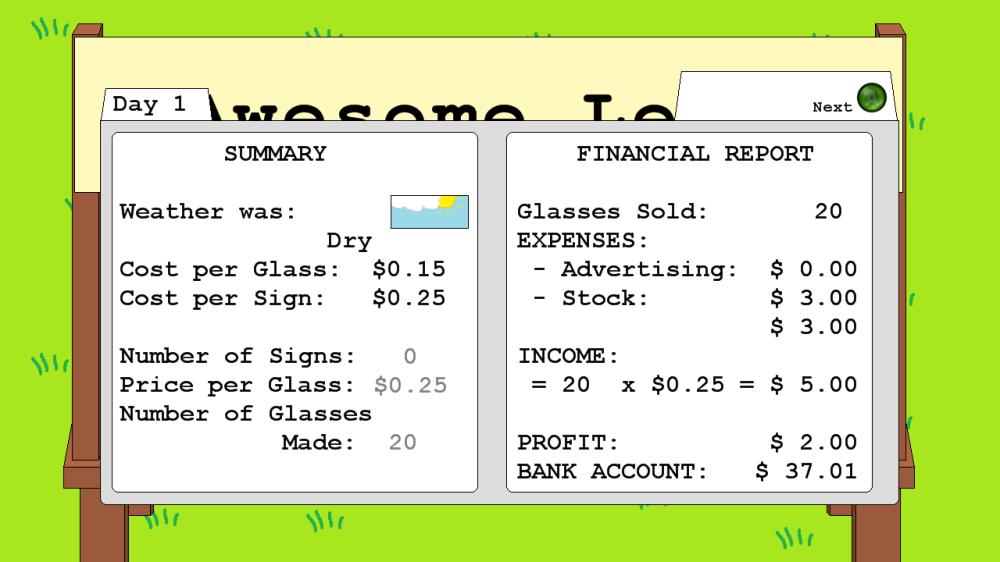 Awesome Le
Day 1
Next
SUMMARY
Weather was:
Dry
Cost per Glass: $0.15
Cost per Sign: $0.25
Number of Signs: 0
Price per Glass: $0.25
Number of Glasses
Made: 20
FINANCIAL REPORT
Glasses Sold: 20
EXPENSES:
- Advertising: $ 0.00
- Stock: $ 3.00
$ 3.00
INCOME:
= 20 x $0.25 = $ 5.00
PROFIT: $ 2.00
BANK ACCOUNT: $ 37.01